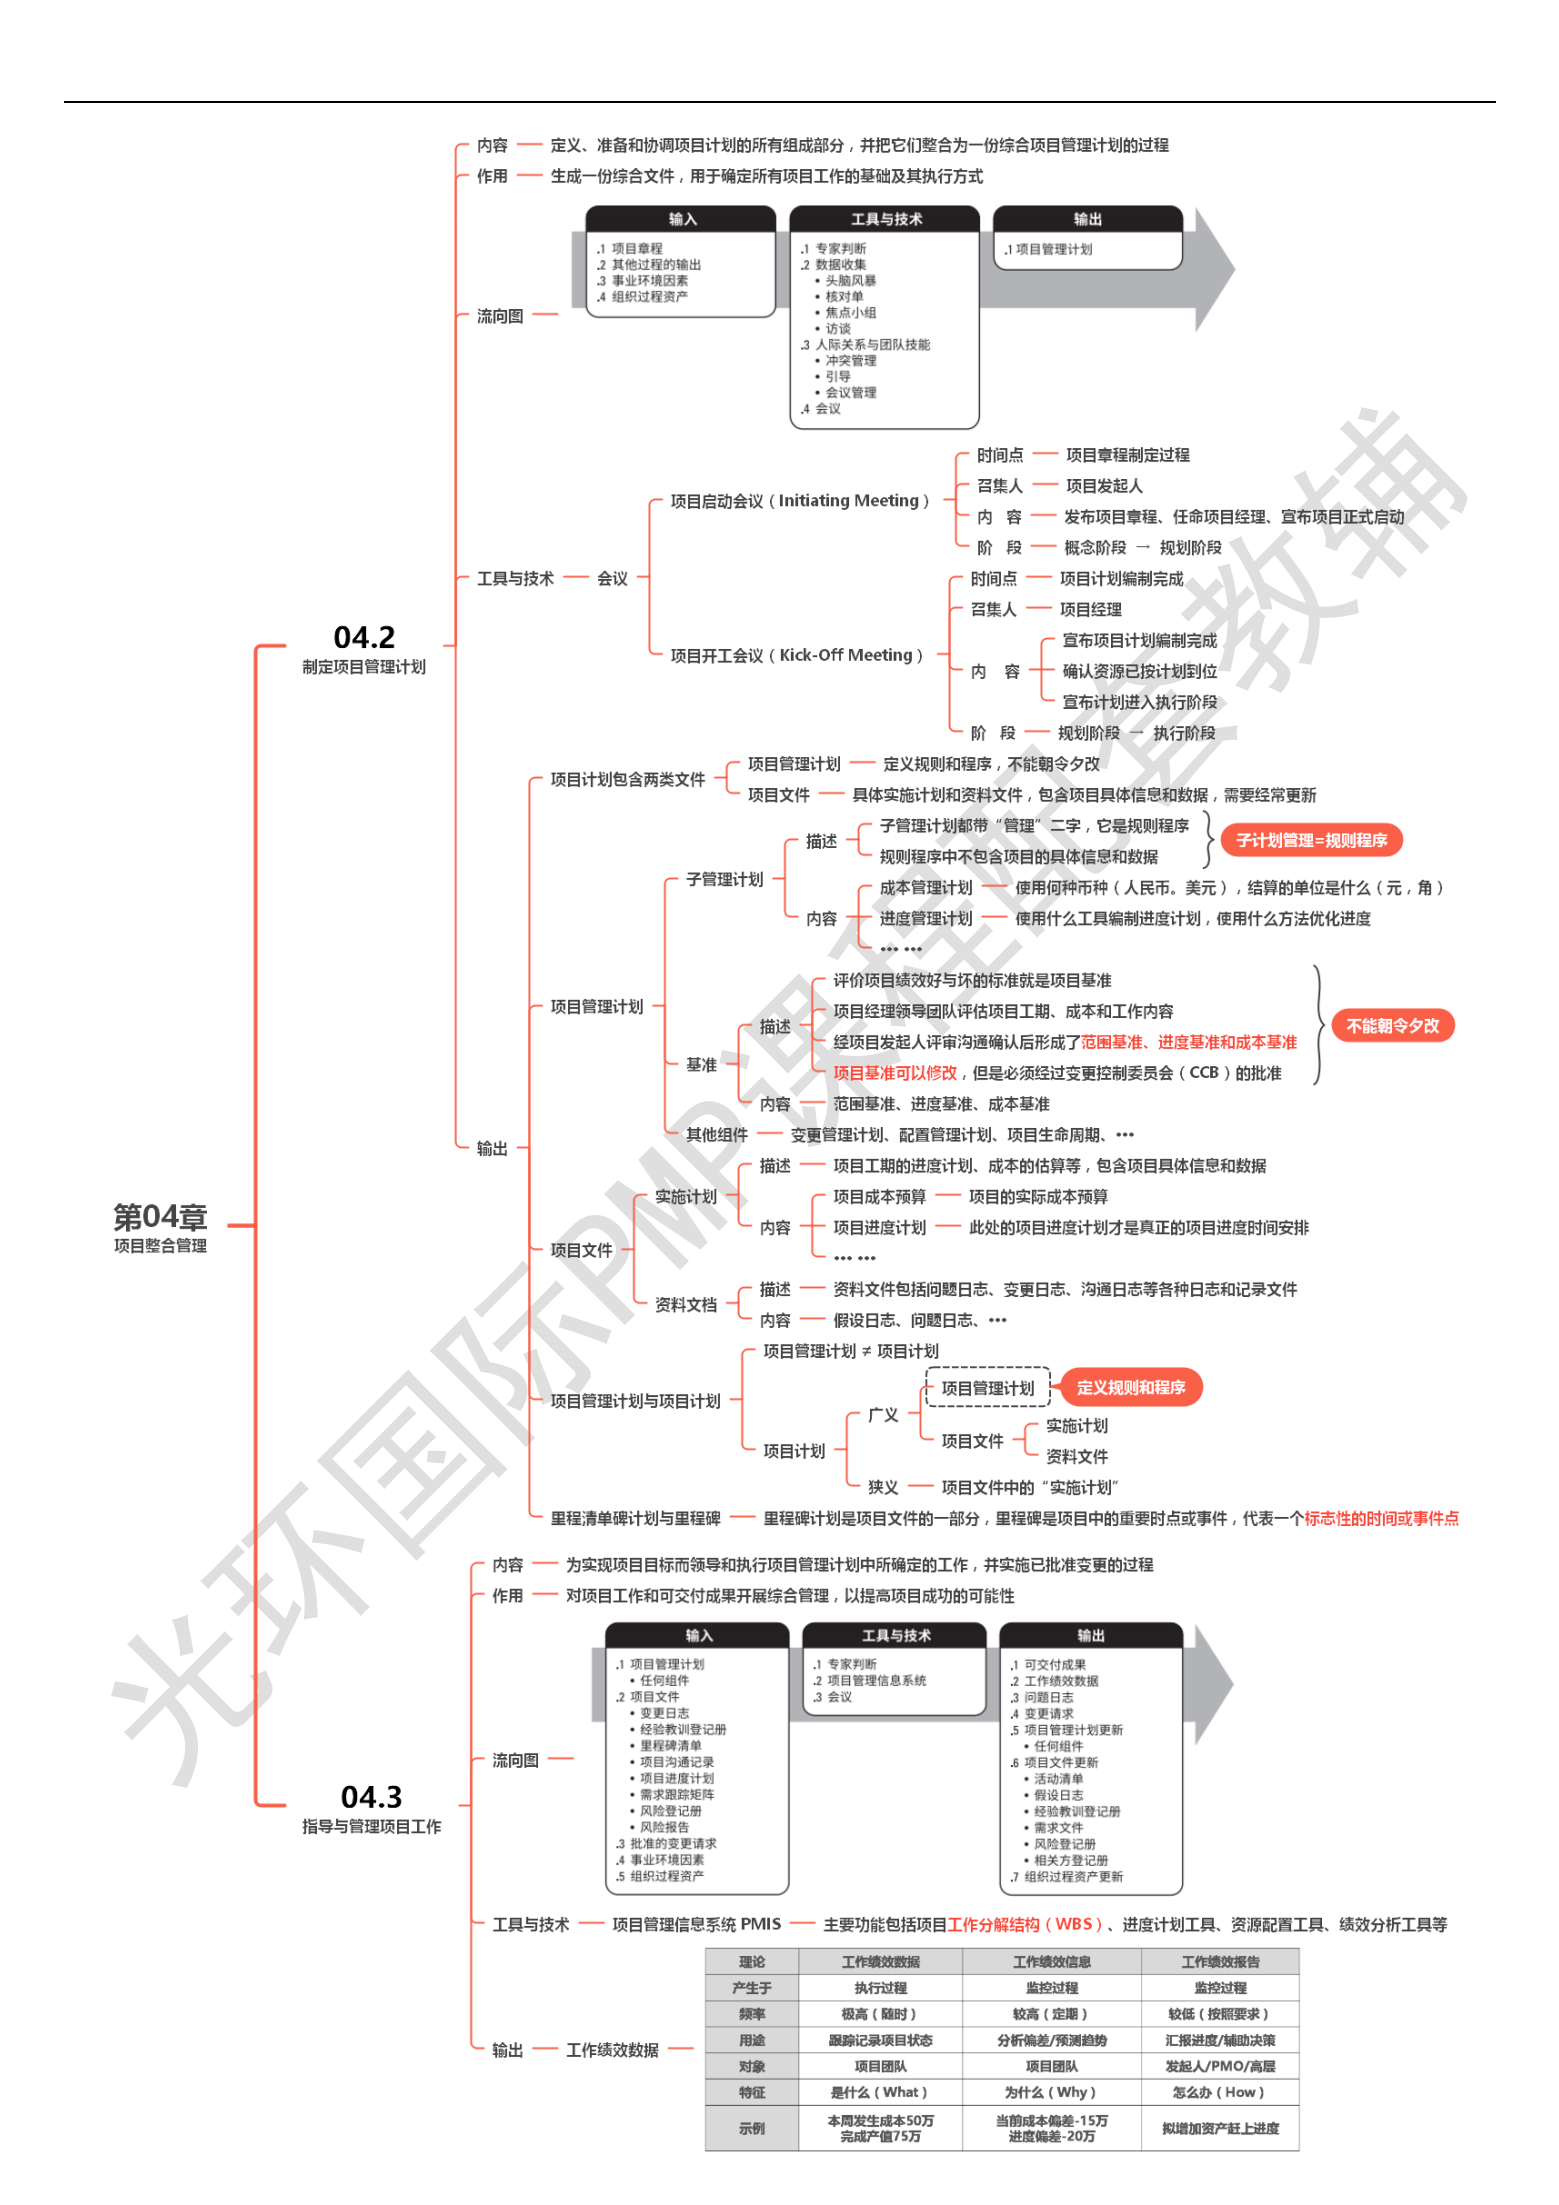 第04章
项目整合管理
04.2
制定项目管理计划
内容
定义、准备和协调项目计划的所有组成部分，并把它们整合为一份综合项目管理计划的过程
作用
生成一份综合文件，用于确定所有项目工作的基础及其执行方式
流向图
输入
.1 项目章程
.2 其他过程的输出
.3 事业环境因素
.4 组织过程资产
工具与技术
.1 专家判断
.2 数据收集
• 头脑风暴
• 核对单
• 焦点小组
• 访谈
.3 人际关系与团队技能
• 冲突管理
• 引导
• 会议管理
.4 会议
输出
.1 项目管理计划
工具与技术
会议
项目启动会议（Initiating Meeting）
时间点
项目章程制定过程
召集人
项目发起人
内 容
发布项目章程、任命项目经理、宣布项目正式启动
阶 段
概念阶段 → 规划阶段
项目开工会议（Kick-Off Meeting）
时间点
项目计划编制完成
召集人
项目经理
内 容
宣布项目计划编制完成
确认资源已按计划到位
宣布计划进入执行阶段
阶 段
规划阶段 → 执行阶段
输出
项目计划包含两类文件
项目管理计划
定义规则和程序，不能朝令夕改
项目文件
具体实施计划和资料文件，包含项目具体信息和数据，需要经常更新
项目管理计划
子管理计划
描述
子管理计划都带“管理”二字，它是规则程序
规则程序中不包含项目的具体信息和数据
子计划管理=规则程序
内容
成本管理计划
使用何种币种（人民币。美元），结算的单位是什么（元，角）
进度管理计划
使用什么工具编制进度计划，使用什么方法优化进度
••• •••
基准
描述
评价项目绩效好与坏的标准就是项目基准
项目经理领导团队评估项目工期、成本和工作内容
经项目发起人评审沟通确认后形成了范围基准、进度基准和成本基准
项目基准可以修改，但是必须经过变更控制委员会（CCB）的批准
不能朝令夕改
内容
范围基准、进度基准、成本基准
其他组件
变更管理计划、配置管理计划、项目生命周期、•••
项目文件
实施计划
描述
项目工期的进度计划、成本的估算等，包含项目具体信息和数据
内容
项目成本预算
项目的实际成本预算
项目进度计划
此处的项目进度计划才是真正的项目进度时间安排
••• •••
资料文档
描述
资料文件包括问题日志、变更日志、沟通日志等各种日志和记录文件
内容
假设日志、问题日志、•••
项目管理计划与项目计划
项目管理计划 ≠ 项目计划
项目计划
广义
项目管理计划
定义规则和程序
项目文件
实施计划
资料文件
狭义
项目文件中的“实施计划”
里程清单碑计划与里程碑
里程碑计划是项目文件的一部分，里程碑是项目中的重要时点或事件，代表一个标志性的时间或事件点
04.3
指导与管理项目工作
内容
为实现项目目标而领导和执行项目管理计划中所确定的工作，并实施已批准变更的过程
作用
对项目工作和可交付成果开展综合管理，以提高项目成功的可能性
流向图
输入
.1 项目管理计划
• 任何组件
.2 项目文件
• 变更日志
• 经验教训登记册
• 里程碑清单
• 项目沟通记录
• 项目进度计划
• 需求跟踪矩阵
• 风险登记册
• 风险报告
.3 批准的变更请求
.4 事业环境因素
.5 组织过程资产
工具与技术
.1 专家判断
.2 项目管理信息系统
.3 会议
输出
.1 可交付成果
.2 工作绩效数据
.3 问题日志
.4 变更请求
.5 项目管理计划更新
• 任何组件
.6 项目文件更新
• 活动清单
• 假设日志
• 经验教训登记册
• 需求文件
• 风险登记册
• 相关方登记册
.7 组织过程资产更新
工具与技术
项目管理信息系统 PMIS
主要功能包括项目工作分解结构（WBS）、进度计划工具、资源配置工具、绩效分析工具等
输出
工作绩效数据
理论 工作绩效数据 工作绩效信息 工作绩效报告
产生于 执行过程 监控过程 监控过程
频率 极高（随时） 较高（定期） 较低（按照要求）
用途 跟踪记录项目状态 分析偏差/预测趋势 汇报进度/辅助决策
对象 项目团队 项目团队 发起人/PMO/高层
特征 是什么（What） 为什么（Why） 怎么办（How）
示例 本周发生成本50万 当前成本偏差-15万 拟增加资产赶上进度
完成产值75万 进度偏差-20万
光环国际PMP课程配套教辅